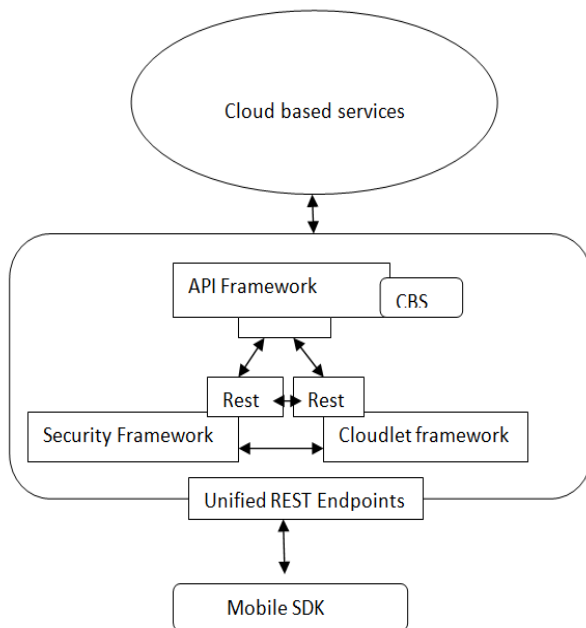 Cloud based services
API Framework
CBS
Rest
Rest
Security Framework
Cloudlet framework
Unified REST Endpoints
Mobile SDK